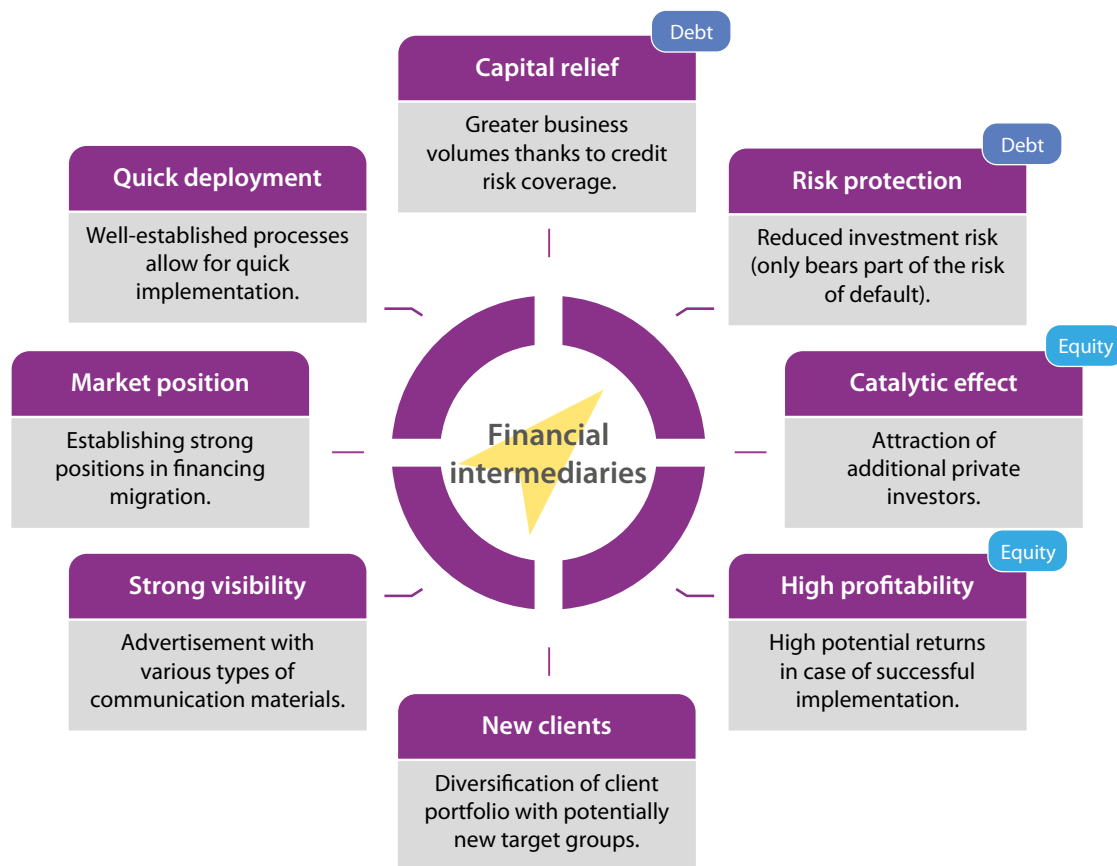 Debt
Capital relief
Greater business
volumes thanks to credit
risk coverage.
Debt
Risk protection
Reduced investment risk
(only bears part of the risk
of default).
Equity
Catalytic effect
Attraction of
additional private
investors.
Equity
High profitability
High potential returns
in case of successful
implementation.
New clients
Diversification of client
portfolio with potentially
new target groups.
Strong visibility
Advertisement with
various types of
communication materials.
Market position
Establishing strong
positions in financing
migration.
Quick deployment
Well-established processes
allow for quick
implementation.
Financial
intermediaries